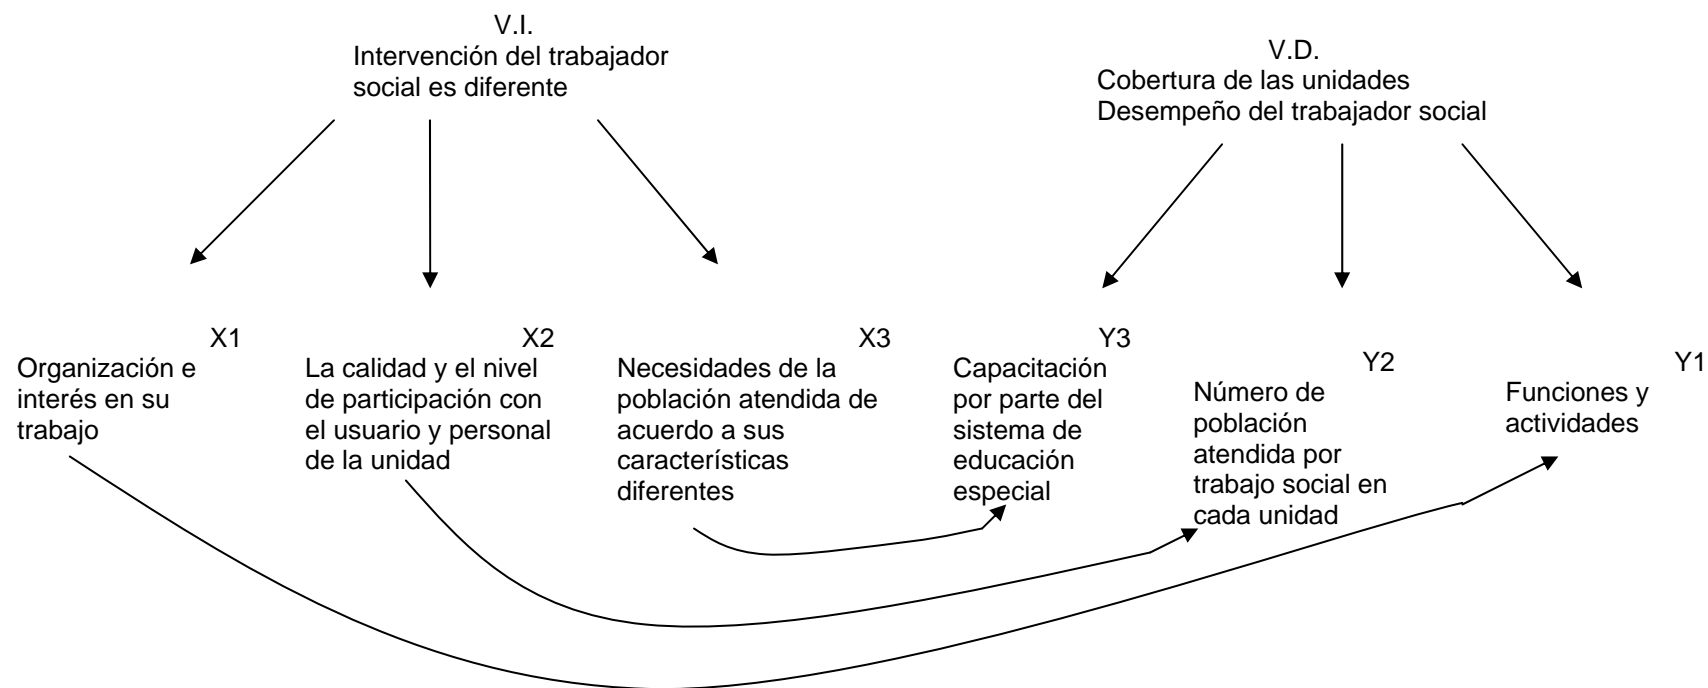 V.I.
Intervención del trabajador
social es diferente
V.D.
Cobertura de las unidades
Desempeño del trabajador social
X1
Organización e
interés en su
trabajo
X2
La calidad y el nivel
de participación con
el usuario y personal
de la unidad
X3
Necesidades de la
población atendida de
acuerdo a sus
características
diferentes
Y3
Capacitación
por parte del
sistema de
educación
especial
Y2
Número de
población
atendida por
trabajo social en
cada unidad
Y1
Funciones y
actividades